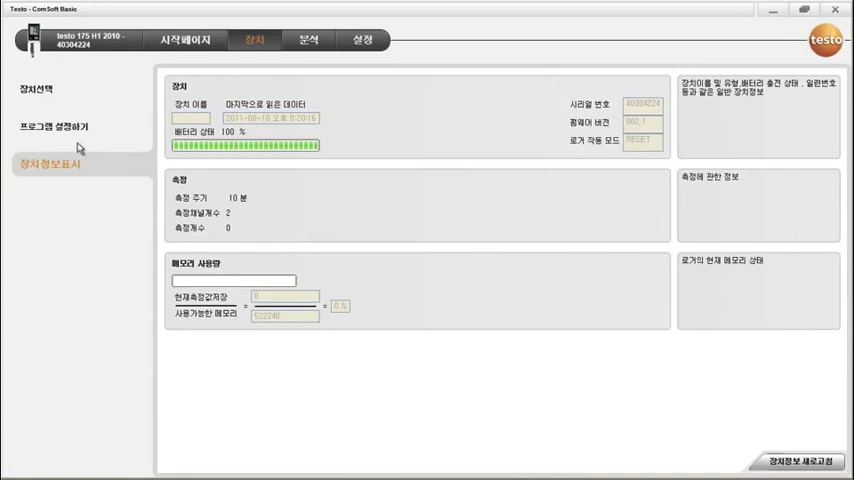 Testo - ComSoft Basic
testo 175 H1 2010 -
40304224
시작페이지
장치
분석
설정
testo
장치선택
프로그램 설정하기
장치정보표시
장치
장치 이름
마지막으로 읽은 데이터
2011-08-18 오후 8:20:16
배터리 상태 100 %
시리얼 번호
40304224
펌웨어 버전
002,1
로거 작동 모드
RESET
장치이름 및 유형,배터리 충전 상태 , 일련번호
등과 같은 일반 장치정보
측정
측정 주기 10 분
측정채널개수 2
측정개수 0
측정에 관한 정보
메모리 사용량
현재측정값저장
사용가능한 메모리
=
0
522240
= 0 %
로거의 현재 메모리 상태
장치정보 새로고침